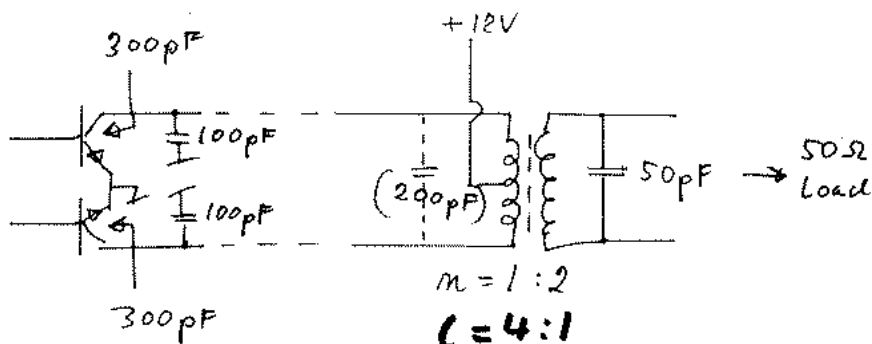 +12V
300pF
100pF
(200pF)
50pF
50Ω
Load
100pF
n = 1 : 2
C = 4:1
300pF